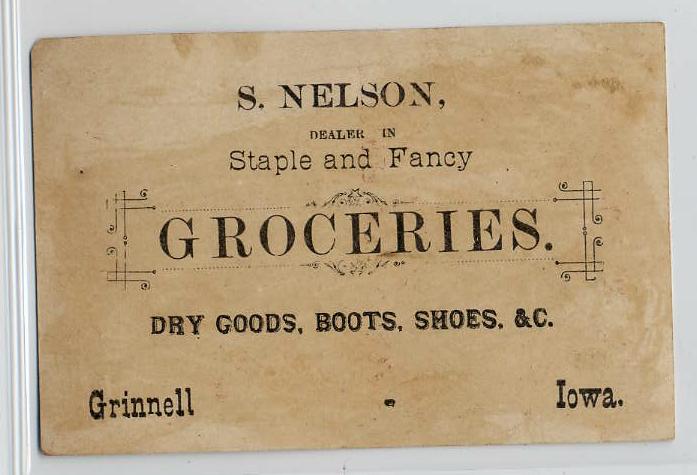 S. NELSON,
DEALER IN
Staple and Fancy
GROCERIES.
DRY GOODS, BOOTS, SHOES, &C.
Grinnell - Iowa.